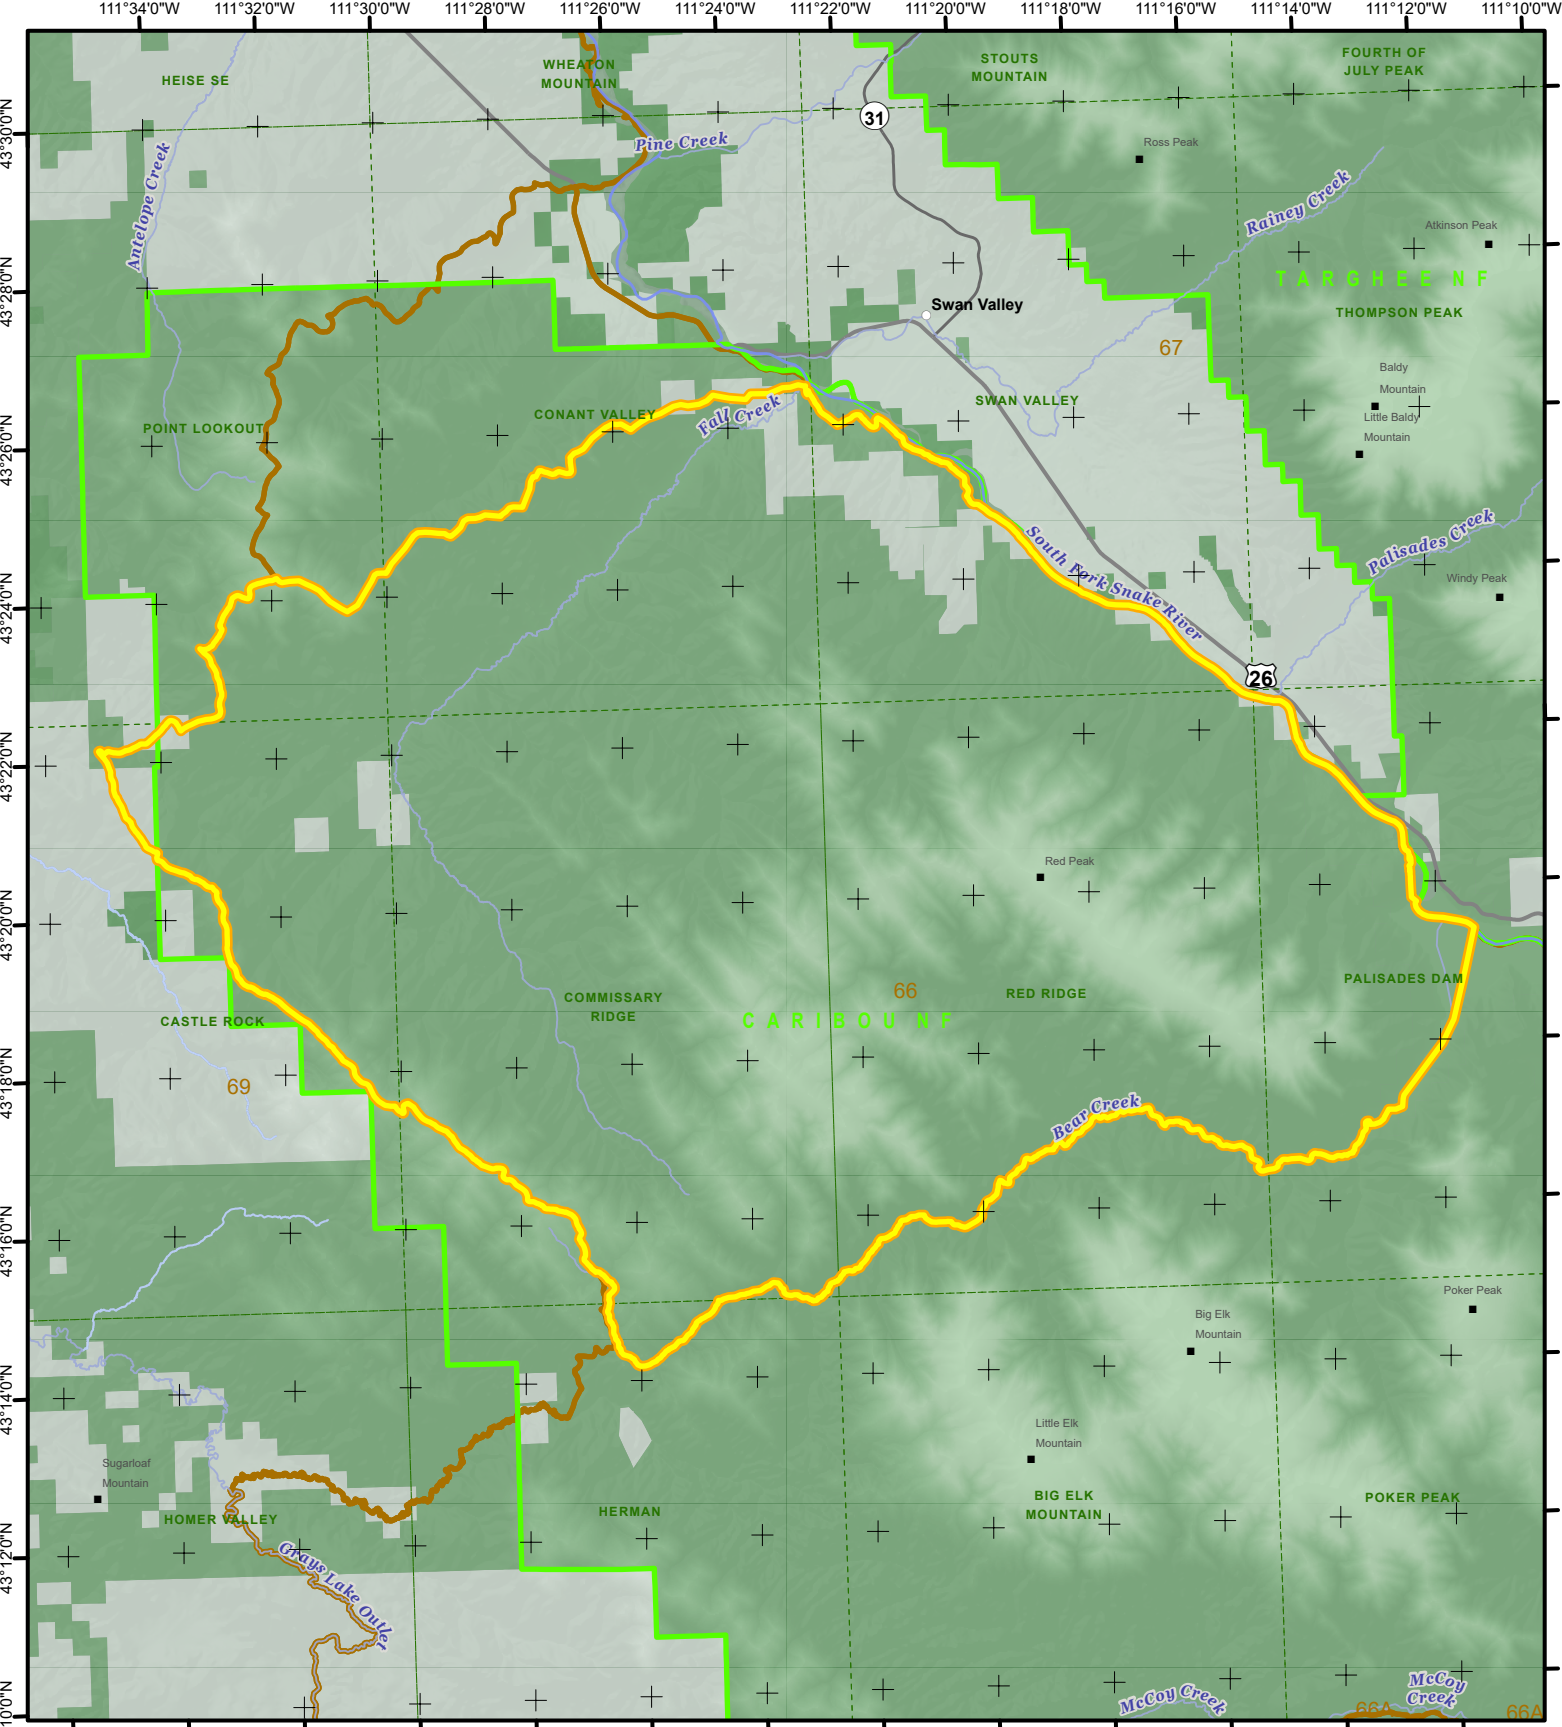 111°34'0"W 111°32'0"W 111°30'0"W 111°28'0"W 111°26'0"W 111°24'0"W 111°22'0"W 111°20'0"W 111°18'0"W 111°16'0"W 111°14'0"W 111°12'0"W 111°10'0"W
43°30'0"N
43°28'0"N
43°26'0"N
43°24'0"N
43°22'0"N
43°20'0"N
43°18'0"N
43°16'0"N
43°14'0"N
43°12'0"N
10'0"N
HEISE SE
WHEATON
MOUNTAIN
STOUTS
MOUNTAIN
FOURTH OF
JULY PEAK
31
Pine Creek
Ross Peak
Antelope Creek
Rainey Creek
Atkinson Peak
TARGHEE NF
Swan Valley
THOMPSON PEAK
67
Baldy
Mountain
Little Baldy
Mountain
SWAN VALLEY
CONANT VALLEY
Fall Creek
POINT LOOKOUT
South Fork Snake River
Palisades Creek
Windy Peak
26
Red Peak
PALISADES DAM
66
RED RIDGE
COMMISSARY
RIDGE
CARIBOU NF
CASTLE ROCK
69
Bear Creek
Poker Peak
Big Elk
Mountain
Little Elk
Mountain
Sugarloaf
Mountain
HOMER VALLEY
HERMAN
BIG ELK
MOUNTAIN
POKER PEAK
Grays Lake Outlet
McCoy Creek
McCoy
Creek
66A
66A